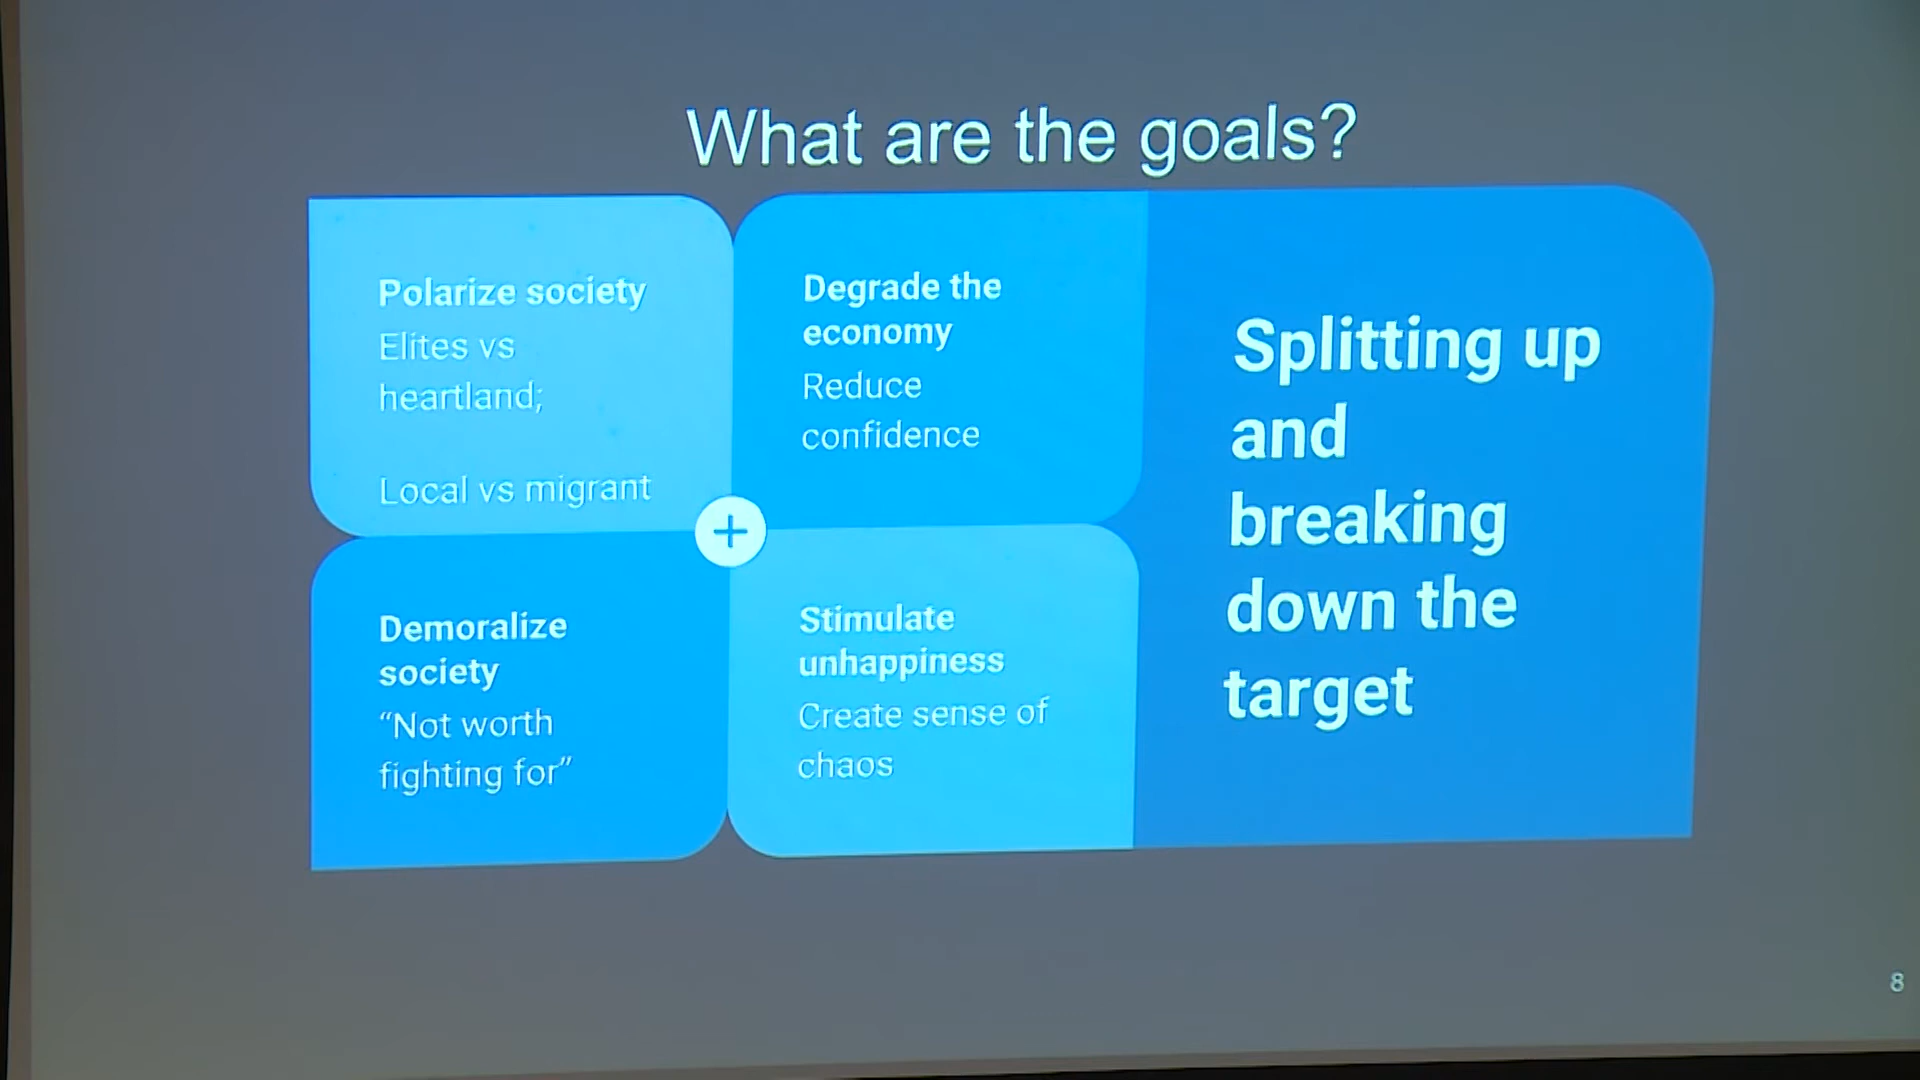 What are the goals?
Polarize society
Elites vs
heartland;
Local vs migrant
Degrade the
economy
Reduce
confidence
Demoralize
society
“Not worth
fighting for”
Stimulate
unhappiness
Create sense of
chaos
Splitting up
and
breaking
down the
target
8